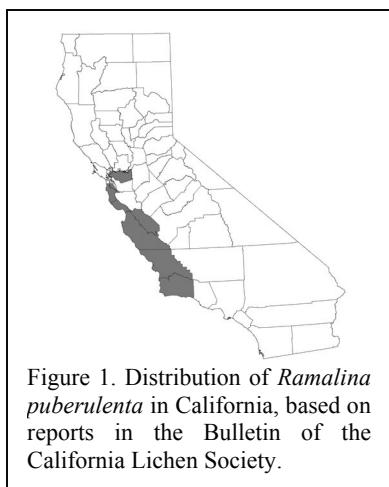 Figure 1. Distribution of Ramalina
puberulenta in California, based on
reports in the Bulletin of the
California Lichen Society.